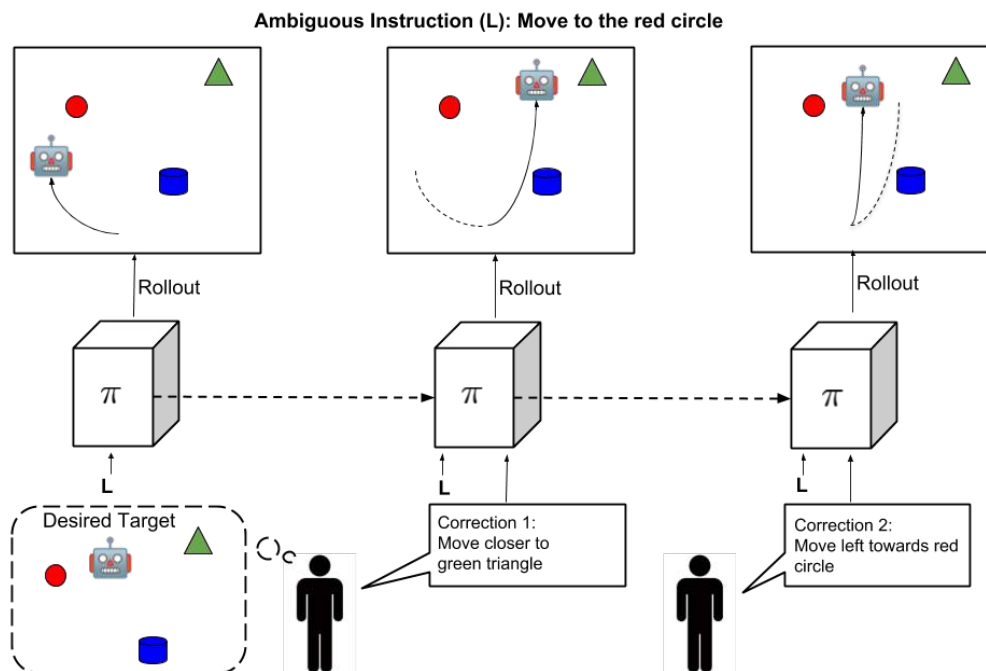 Ambiguous Instruction (L): Move to the red circle
Rollout
Rollout
Rollout
π
π
π
L
L
L
Desired Target
Correction 1:
Move closer to
green triangle
Correction 2:
Move left towards red
circle